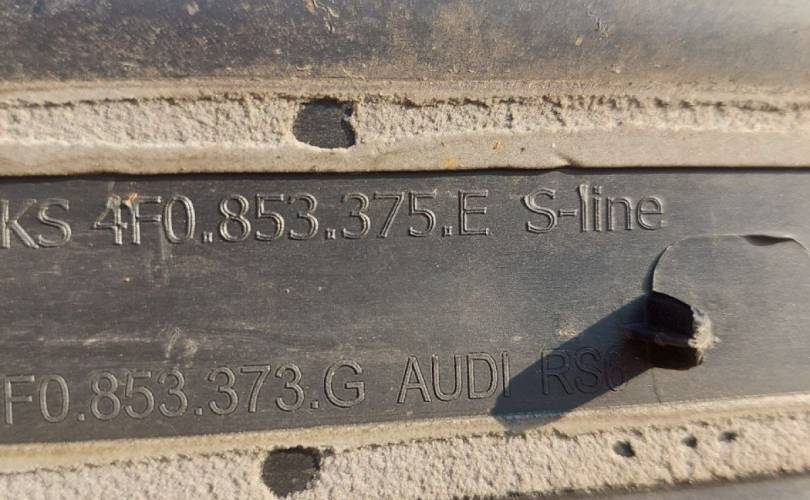 KS 4F0.853.375.E S-line
F0.853.373.G AUDI RS6